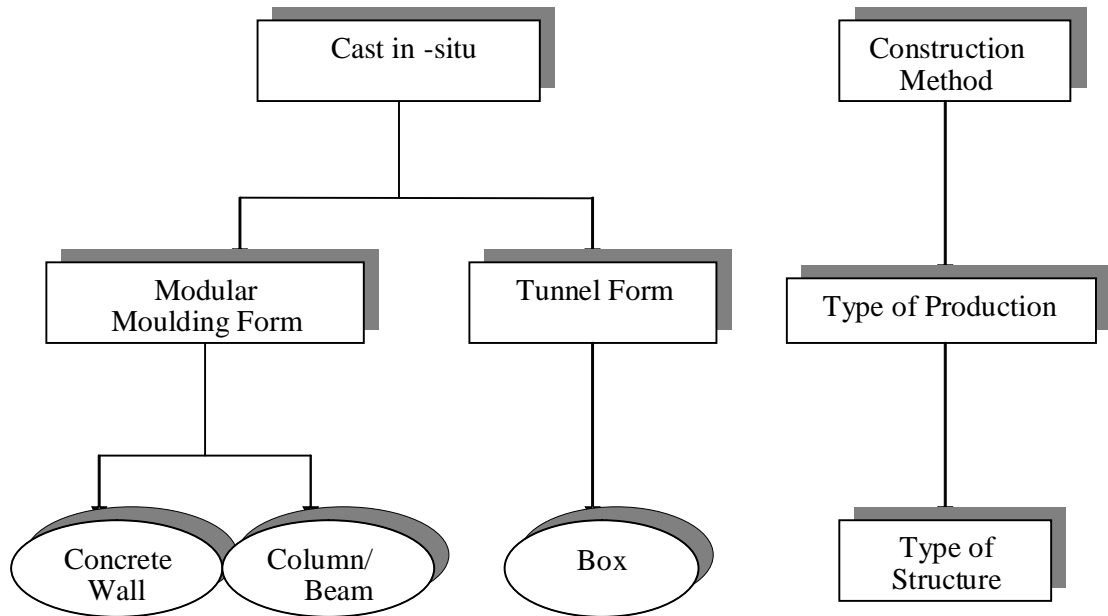 Cast in -situ
Construction
Method
Modular
Moulding Form
Tunnel Form
Type of Production
Concrete
Wall
Column/
Beam
Box
Type of
Structure